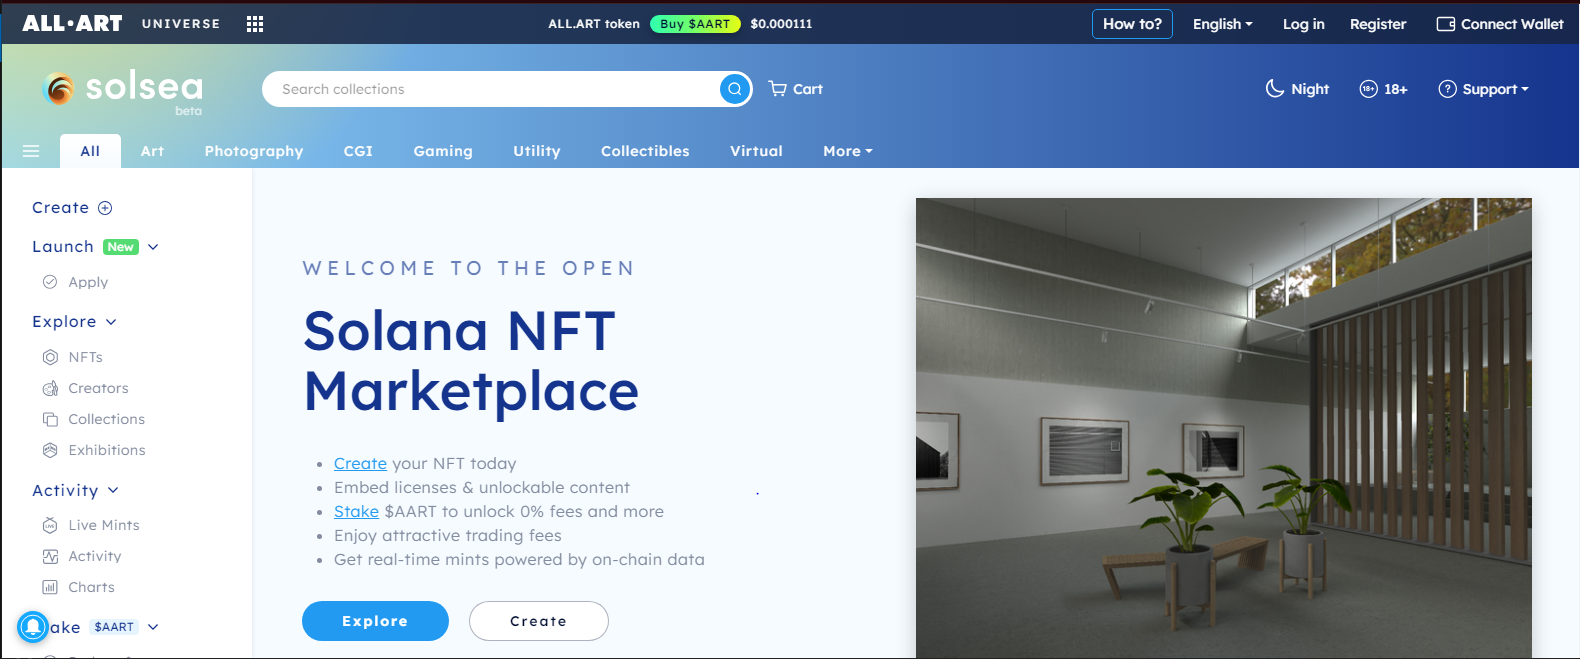 ALL•ART UNIVERSE ALL.ART token Buy $AART $0.000111 How to? English Log in Register Connect Wallet
solsea beta Search collections Cart Night 18+ 18+ Support
All Art Photography CGI Gaming Utility Collectibles Virtual More
Create
Launch New
Apply
Explore
NFTs
Creators
Collections
Exhibitions
Activity
Live Mints
Activity
Charts
ake $AART
WELCOME TO THE OPEN
Solana NFT
Marketplace
Create your NFT today
Embed licenses & unlockable content
Stake $AART to unlock 0% fees and more
Enjoy attractive trading fees
Get real-time mints powered by on-chain data
Explore Create